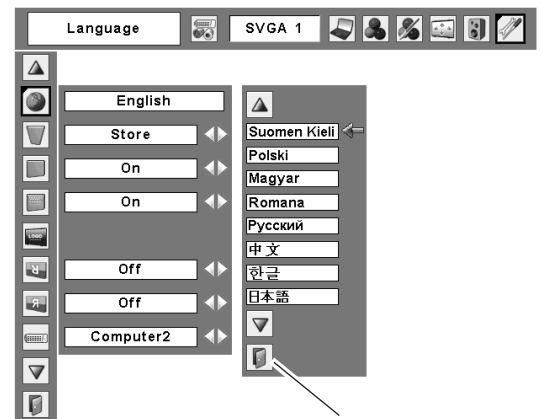 Language
SVGA 1
English
Store
On
On
LOGO
Off
Off
Computer2
Suomen Kieli
Polski
Magyar
Romana
Русский
中文
한글
日本語